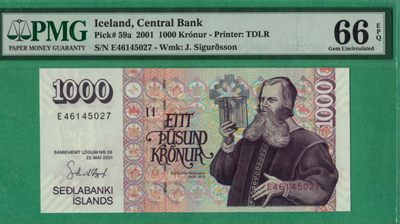 PMG
PAPER MONEY GUARANTY
Iceland, Central Bank
Pick# 59a 2001 1000 Krónur - Printer: TDLR
S/N E46145027 - Wmk: J. Sigurðsson
66
EPQ
Gem Uncirculated
1000
E46145027
SAMKVÆMT LÖGUM NR. 36
22. MAÍ 2001
SEÐLABANKI
ÍSLANDS
EITT
ÞÚSUND
KRÓNUR
1000
E46145027